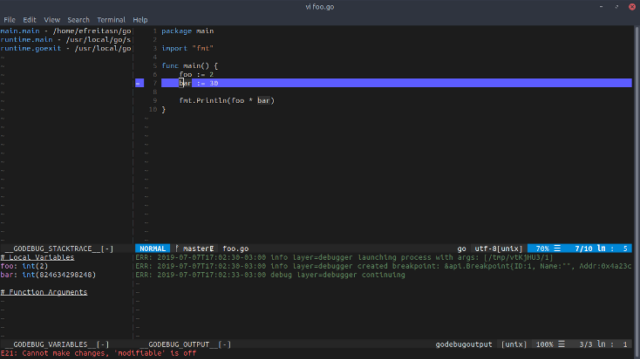 vi foo.go
File Edit View Search Terminal Help
main.main - /home/efreitasn/go
runtime.main - /usr/local/go/s
runtime.goexit - /usr/local/go
1 package main
2
3 import "fmt"
4
5 func main() {
6 foo := 2
7 bar := 30
8
9 fmt.Println(foo * bar)
10 }
__GODEBUG_STACKTRACE__[-]
NORMAL master foo.go go utf-8[unix] 70% ☰ 7/10 ln : 5
# Local Variables
foo: int(2)
bar: int(824634298248)
# Function Arguments
ERR: 2019-07-07T17:02:30-03:00 info layer=debugger launching process with args: [/tmp/vtKjHU3/1]
ERR: 2019-07-07T17:02:30-03:00 info layer=debugger created breakpoint: &api.Breakpoint{ID:1, Name:"", Addr:0x4a23c
ERR: 2019-07-07T17:02:33-03:00 debug layer=debugger continuing
__GODEBUG_VARIABLES__[-]
__GODEBUG_OUTPUT__[-] godebugoutput [unix] 100% ☰ 3/3 ln : 1
E21: Cannot make changes, 'modifiable' is off